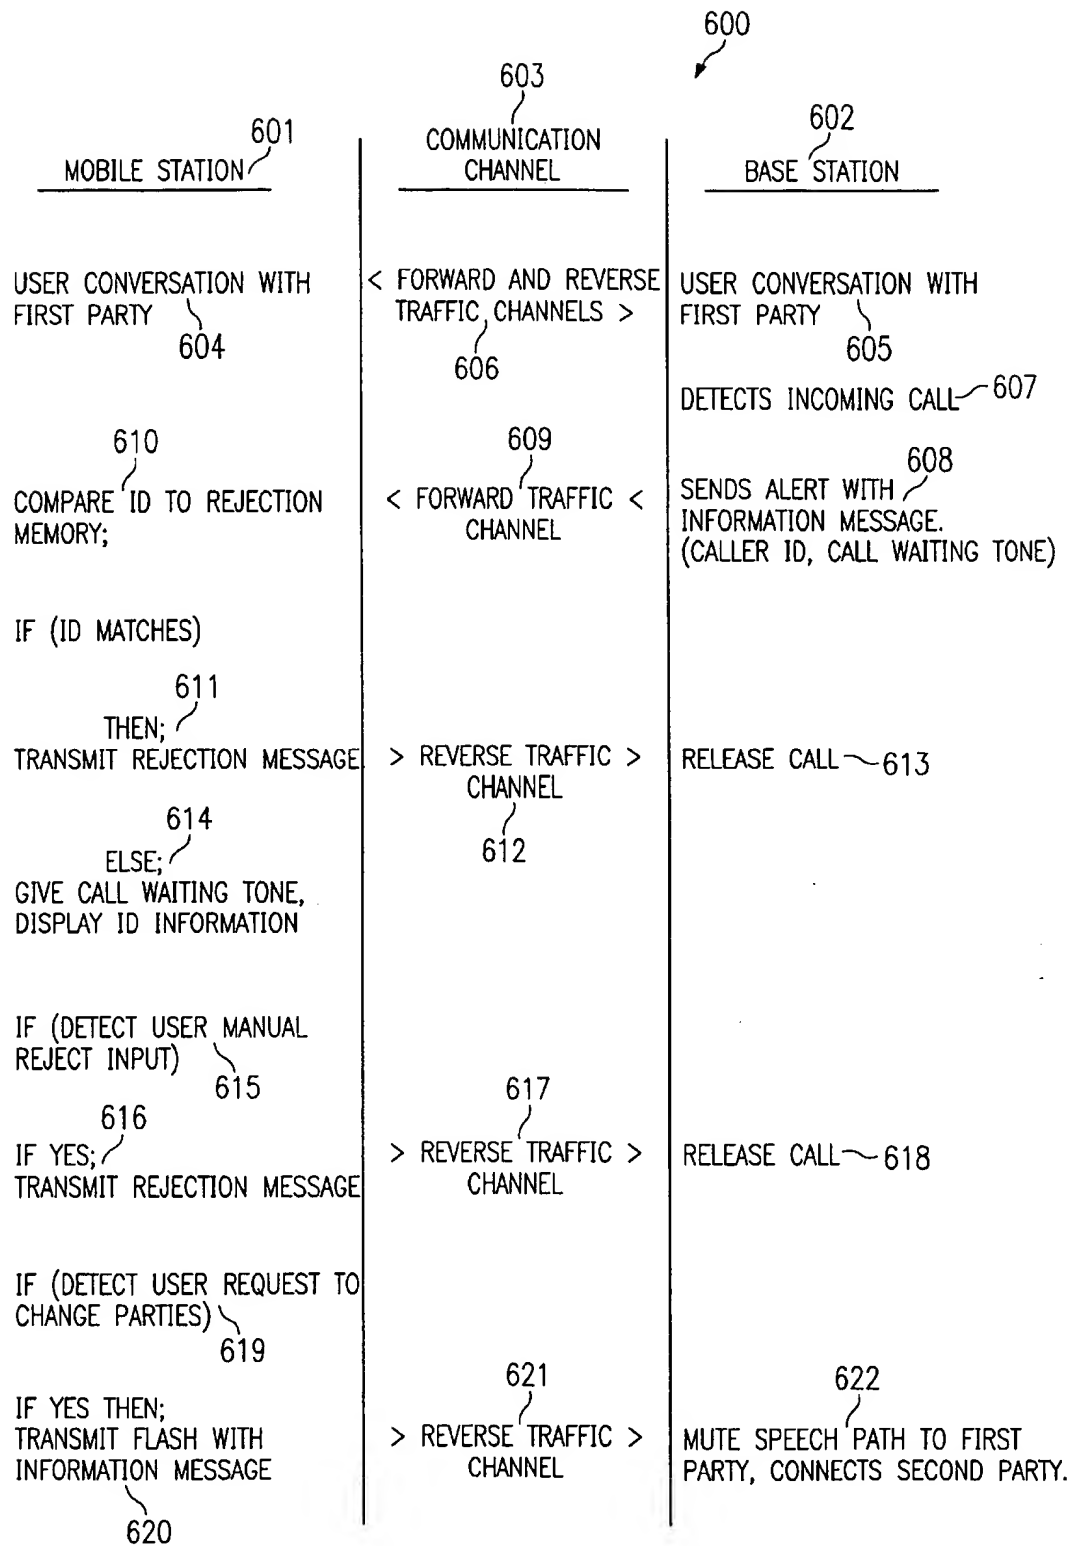 600
603
601
COMMUNICATION
602
MOBILE STATION
CHANNEL
BASE STATION
USER CONVERSATION WITH
FIRST PARTY
604
< FORWARD AND REVERSE
TRAFFIC CHANNELS >
606
USER CONVERSATION WITH
FIRST PARTY
605
DETECTS INCOMING CALL
607
610
COMPARE ID TO REJECTION
MEMORY;
609
< FORWARD TRAFFIC <
CHANNEL
608
SENDS ALERT WITH
INFORMATION MESSAGE.
(CALLER ID, CALL WAITING TONE)
IF (ID MATCHES)
611
THEN;
TRANSMIT REJECTION MESSAGE
> REVERSE TRAFFIC >
CHANNEL
612
RELEASE CALL
613
614
ELSE;
GIVE CALL WAITING TONE,
DISPLAY ID INFORMATION
IF (DETECT USER MANUAL
REJECT INPUT)
615
616
IF YES;
TRANSMIT REJECTION MESSAGE
617
> REVERSE TRAFFIC >
CHANNEL
RELEASE CALL
618
IF (DETECT USER REQUEST TO
CHANGE PARTIES)
619
IF YES THEN;
TRANSMIT FLASH WITH
INFORMATION MESSAGE
620
621
> REVERSE TRAFFIC >
CHANNEL
622
MUTE SPEECH PATH TO FIRST
PARTY, CONNECTS SECOND PARTY.